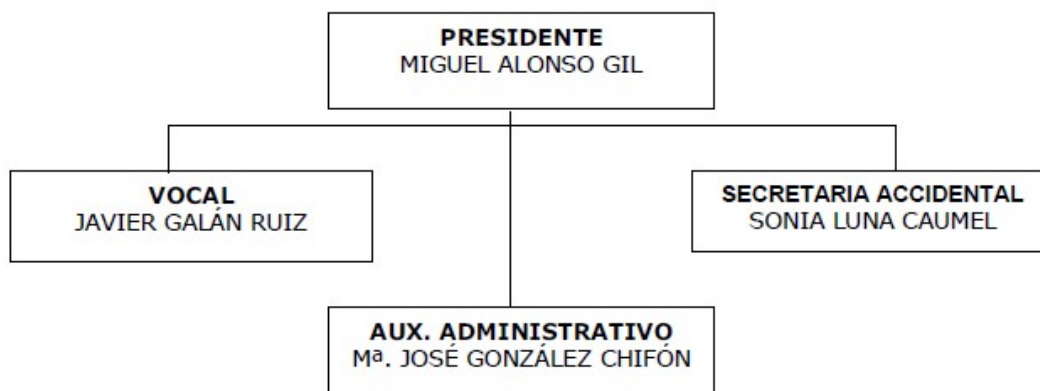 PRESIDENTE
MIGUEL ALONSO GIL
VOCAL
JAVIER GALÁN RUIZ
SECRETARIA ACCIDENTAL
SONIA LUNA CAUMEL
AUX. ADMINISTRATIVO
Mª. JOSÉ GONZÁLEZ CHIFÓN